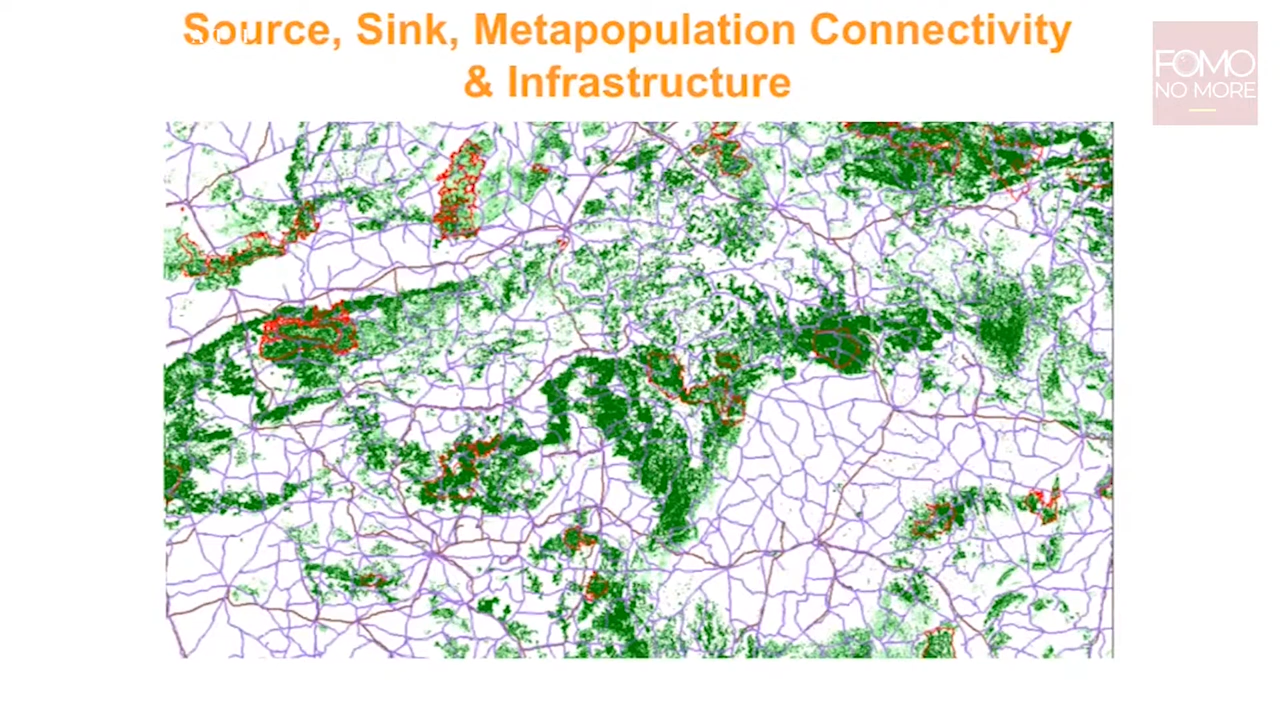 Source, Sink, Metapopulation Connectivity
& Infrastructure
FOMO
NO MORE